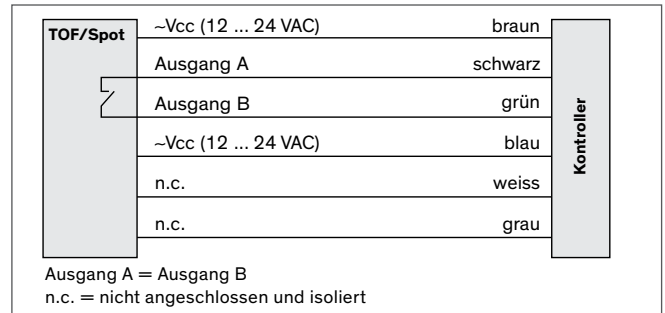 TOF/Spot
~Vcc (12 ... 24 VAC) braun
Ausgang A schwarz
Ausgang B grün
~Vcc (12 ... 24 VAC) blau
n.c. weiss
n.c. grau
Kontroller
Ausgang A = Ausgang B
n.c. = nicht angeschlossen und isoliert